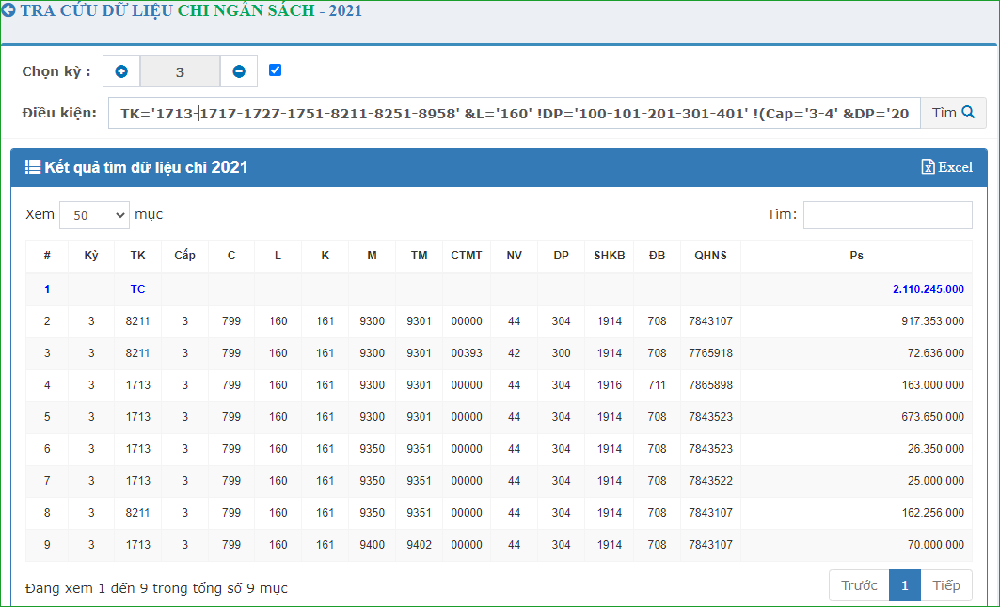 TRA CỨU DỮ LIỆU CHI NGÂN SÁCH - 2021
Chọn kỳ : 3
Điều kiện: TK='1713-1717-1727-1751-8211-8251-8958' &L='160' !DP='100-101-201-301-401' !(Cap='3-4' &DP='20 Tìm
Kết quả tìm dữ liệu chi 2021 Excel
Xem 50 mục Tìm:
# Kỳ TK Cấp C L K M TM CTMT NV DP SHKB ĐB QHNS Ps
1 TC 2.110.245.000
2 3 8211 3 799 160 161 9300 9301 00000 44 304 1914 708 7843107 917.353.000
3 3 8211 3 799 160 161 9300 9301 00393 42 300 1914 708 7765918 72.636.000
4 3 1713 3 799 160 161 9300 9301 00000 44 304 1916 711 7865898 163.000.000
5 3 1713 3 799 160 161 9300 9301 00000 44 304 1914 708 7843523 673.650.000
6 3 1713 3 799 160 161 9350 9351 00000 44 304 1914 708 7843523 26.350.000
7 3 1713 3 799 160 161 9350 9351 00000 44 304 1914 708 7843522 25.000.000
8 3 8211 3 799 160 161 9350 9351 00000 44 304 1914 708 7843107 162.256.000
9 3 1713 3 799 160 161 9400 9402 00000 44 304 1914 708 7843107 70.000.000
Đang xem 1 đến 9 trong tổng số 9 mục Trước 1 Tiếp